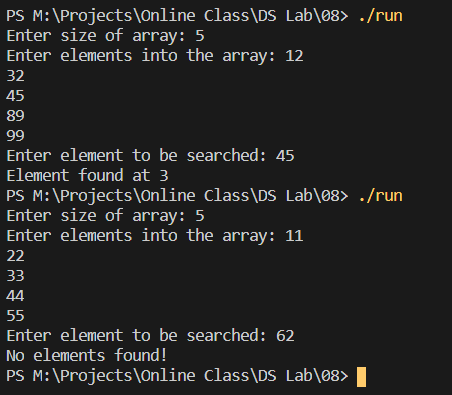 PS M:\Projects\Online Class\DS Lab\08> ./run
Enter size of array: 5
Enter elements into the array: 12
32
45
89
99
Enter element to be searched: 45
Element found at 3
PS M:\Projects\Online Class\DS Lab\08> ./run
Enter size of array: 5
Enter elements into the array: 11
22
33
44
55
Enter element to be searched: 62
No elements found!
PS M:\Projects\Online Class\DS Lab\08>